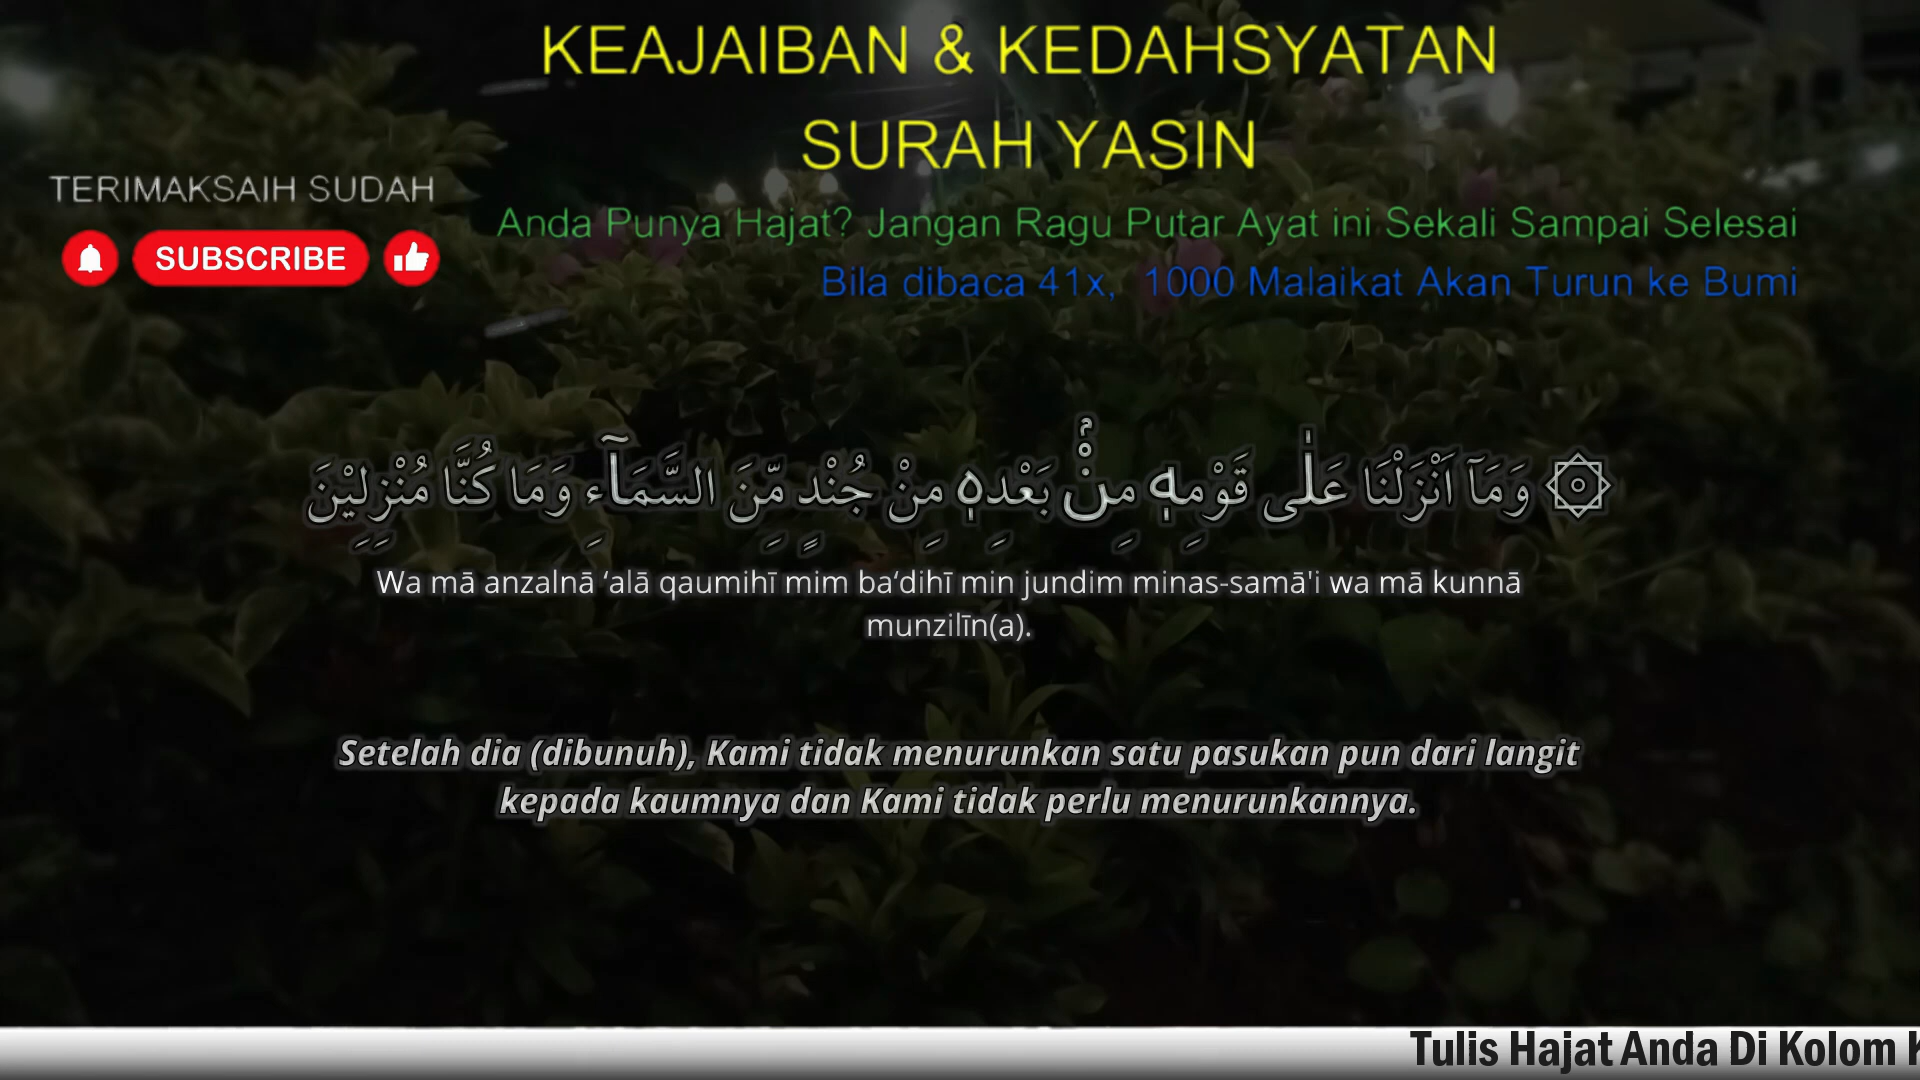 KEAJAIBAN & KEDAHSYATAN
SURAH YASIN
TERIMAKSAIH SUDAH
SUBSCRIBE
Anda Punya Hajat? Jangan Ragu Putar Ayat ini Sekali Sampai Selesai
Bila dibaca 41x, 1000 Malaikat Akan Turun ke Bumi
۞ وَمَآ اَنْزَلْنَا عَلٰى قَوْمِهٖ مِنْۢ بَعْدِهٖ مِنْ جُنْدٍ مِّنَ السَّمَاۤءِ وَمَا كُنَّا مُنْزِلِيْنَ
Wa mā anzalnā ‘alā qaumihī mim ba‘dihī min jundim minas-samā'i wa mā kunnā
munzilīn(a).
Setelah dia (dibunuh), Kami tidak menurunkan satu pasukan pun dari langit
kepada kaumnya dan Kami tidak perlu menurunkannya.
Tulis Hajat Anda Di Kolom